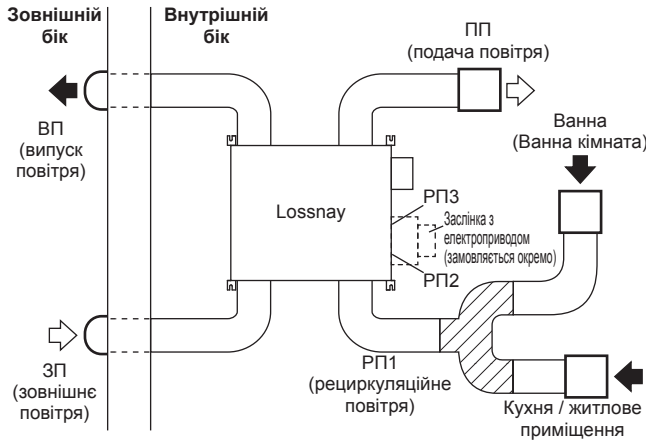 Зовнішній
бік
Внутрішній
бік
ПП
(подача повітря)
ВП
(випуск
повітря)
Ванна
(Ванна кімната)
Lossnay
РП3
Заслінка з
електроприводом
(замовляється окремо)
РП2
ЗП
(зовнішнє
повітря)
РП1
(рециркуляційне
повітря)
Кухня / житлове
приміщення